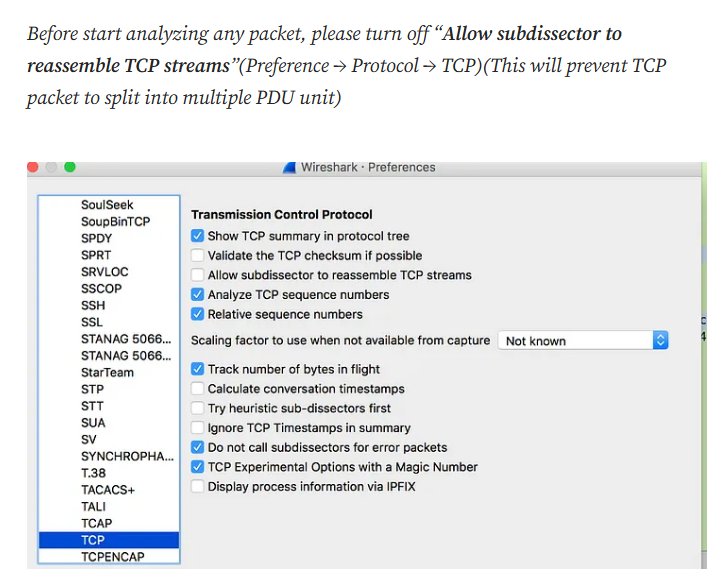 Before start analyzing any packet, please turn off “Allow subdissector to
reassemble TCP streams”(Preference → Protocol → TCP)(This will prevent TCP
packet to split into multiple PDU unit)
Wireshark · Preferences
SoulSeek
SoupBinTCP
SPDY
SPRT
SRVLOC
SSCOP
SSH
SSL
STANAG 5066...
STANAG 5066...
StarTeam
STP
STT
SUA
SV
SYNCHROPHA...
T.38
TACACS+
TALI
TCAP
TCP
TCPENCAP
Transmission Control Protocol
Show TCP summary in protocol tree
Validate the TCP checksum if possible
Allow subdissector to reassemble TCP streams
Analyze TCP sequence numbers
Relative sequence numbers
Scaling factor to use when not available from capture Not known
Track number of bytes in flight
Calculate conversation timestamps
Try heuristic sub-dissectors first
Ignore TCP Timestamps in summary
Do not call subdissectors for error packets
TCP Experimental Options with a Magic Number
Display process information via IPFIX